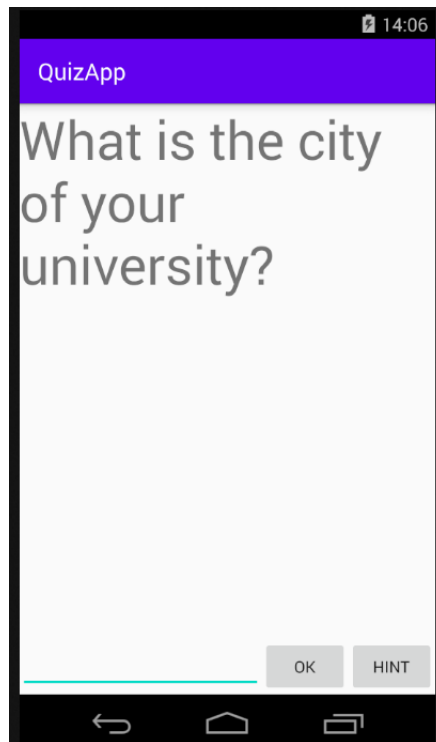 14:06
QuizApp
What is the city
of your
university?
OK HINT